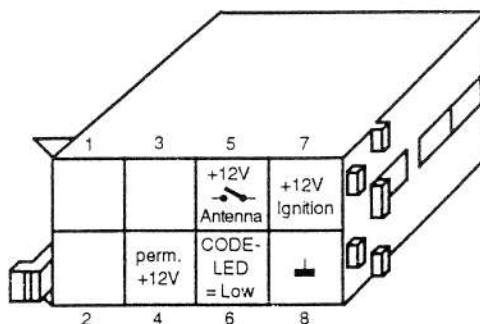 1 3 5 7
+12V
Antenna
+12V
Ignition
perm.
+12V
CODE-
LED
= Low
2 4 6 8